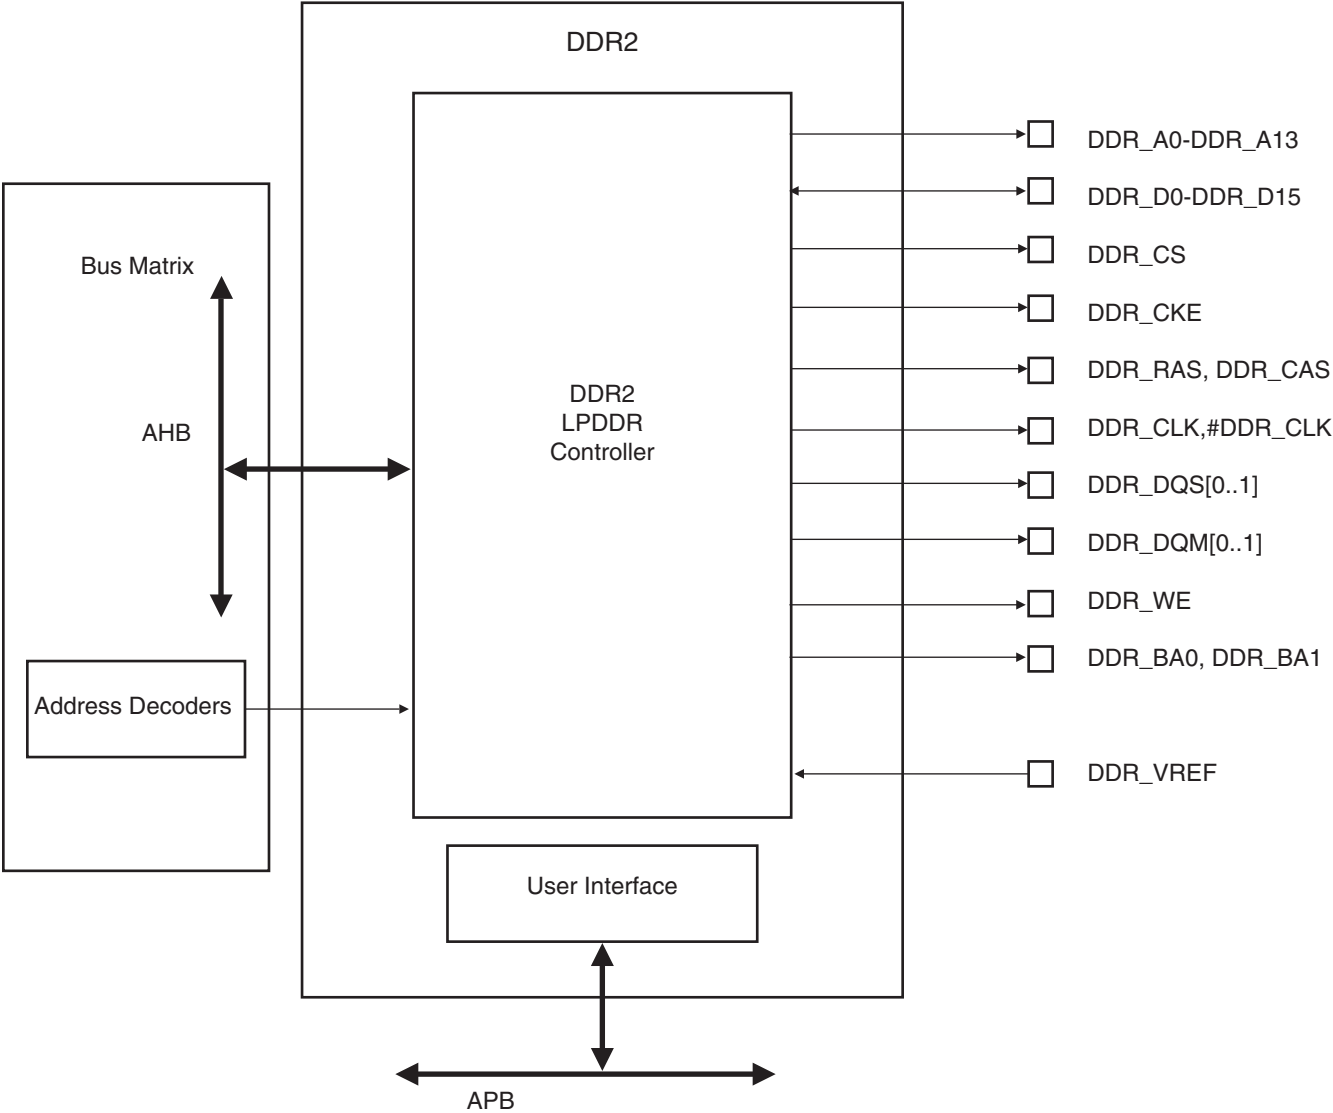 DDR2
Bus Matrix
AHB
Address Decoders
DDR2
LPDDR
Controller
DDR_A0-DDR_A13
DDR_D0-DDR_D15
DDR_CS
DDR_CKE
DDR_RAS, DDR_CAS
DDR_CLK,#DDR_CLK
DDR_DQS[0..1]
DDR_DQM[0..1]
DDR_WE
DDR_BA0, DDR_BA1
DDR_VREF
User Interface
APB